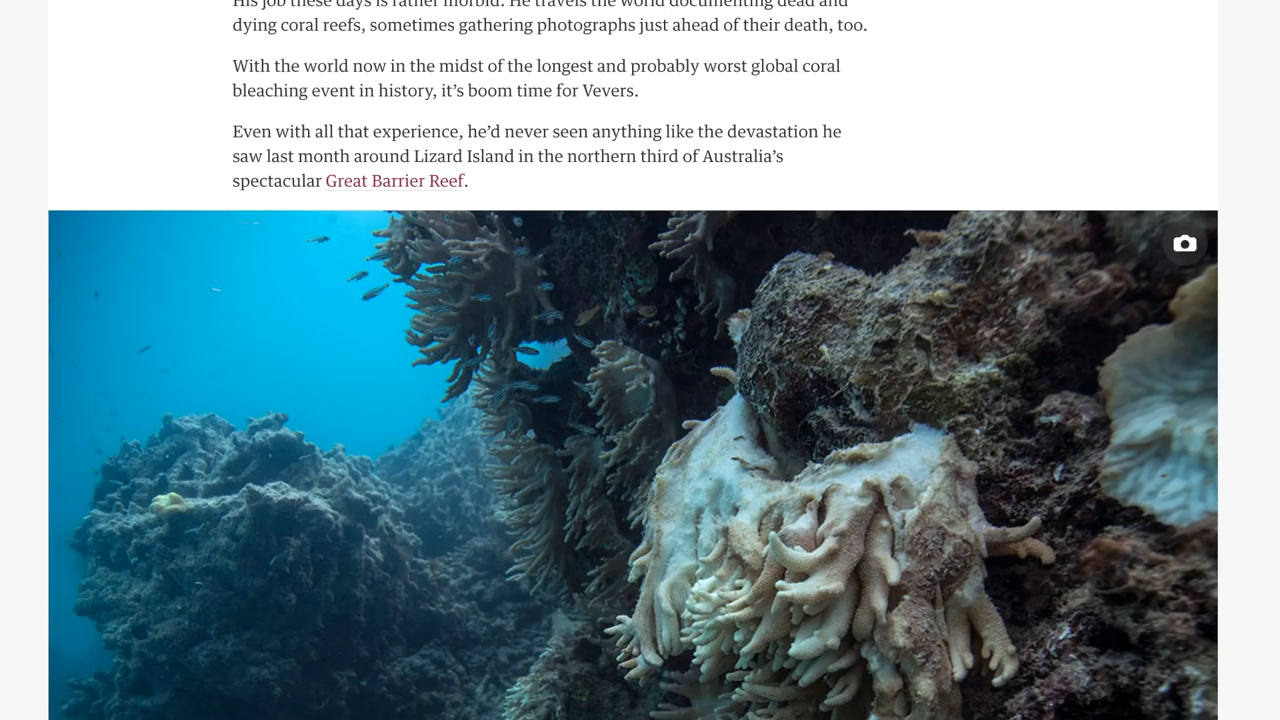 His job these days is rather morbid. He travels the world documenting dead and
dying coral reefs, sometimes gathering photographs just ahead of their death, too.
With the world now in the midst of the longest and probably worst global coral
bleaching event in history, it’s boom time for Vevers.
Even with all that experience, he’d never seen anything like the devastation he
saw last month around Lizard Island in the northern third of Australia’s
spectacular Great Barrier Reef.